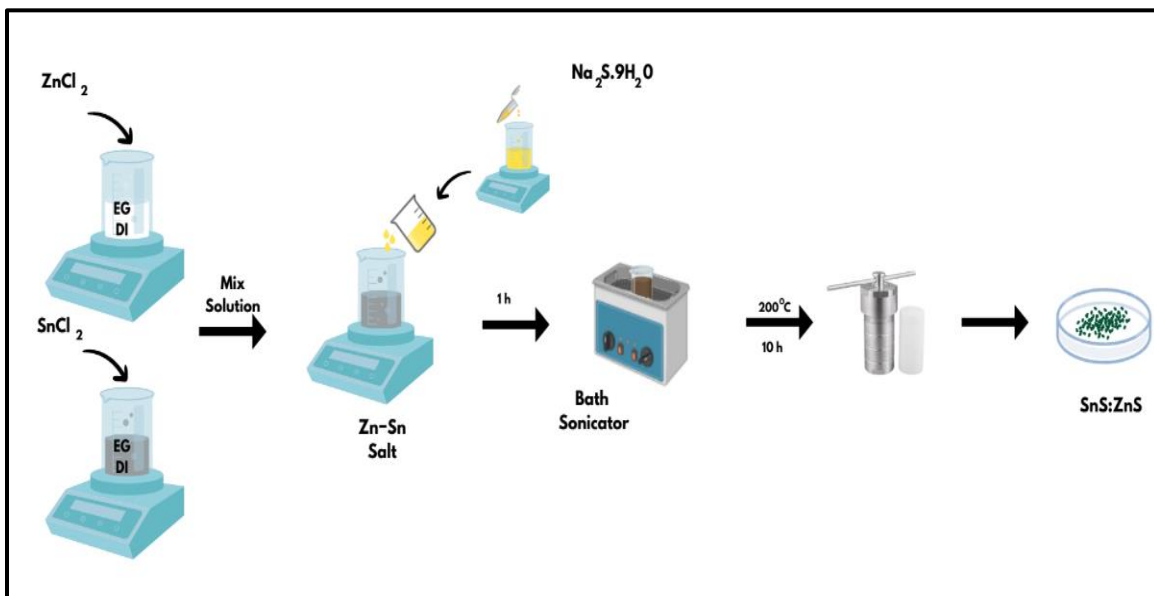 ZnCl 2
EG
DI
SnCl 2
EG
DI
Mix
Solution
Na2S.9H2O
Zn-Sn
Salt
1 h
Bath
Sonicator
200°C
10 h
SnS:ZnS